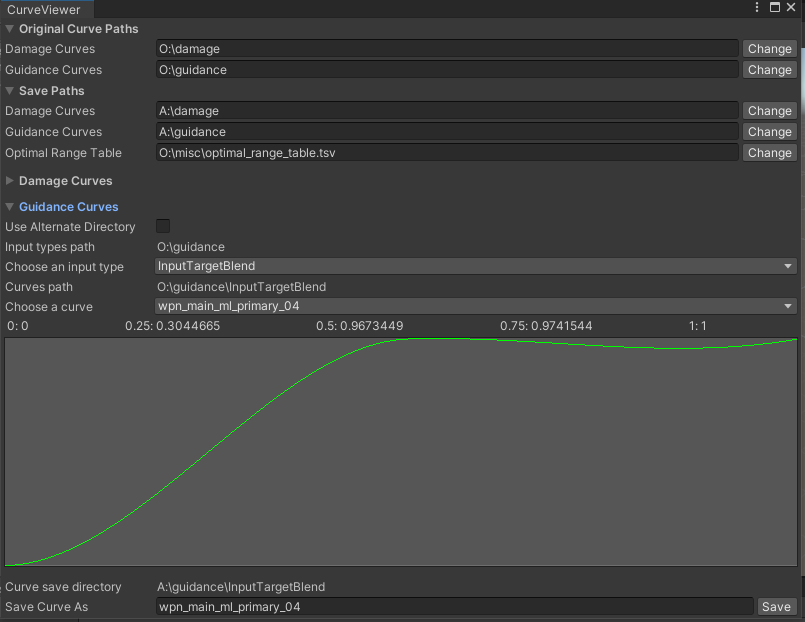 CurveViewer
Original Curve Paths
Damage Curves O:\damage Change
Guidance Curves O:\guidance Change
Save Paths
Damage Curves A:\damage Change
Guidance Curves A:\guidance Change
Optimal Range Table O:\misc\optimal_range_table.tsv Change
Damage Curves
Guidance Curves
Use Alternate Directory
Input types path O:\guidance
Choose an input type InputTargetBlend
Curves path O:\guidance\InputTargetBlend
Choose a curve wpn_main_ml_primary_04
0: 0 0.25: 0.3044665 0.5: 0.9673449 0.75: 0.9741544 1: 1
Curve save directory A:\guidance\InputTargetBlend
Save Curve As wpn_main_ml_primary_04 Save